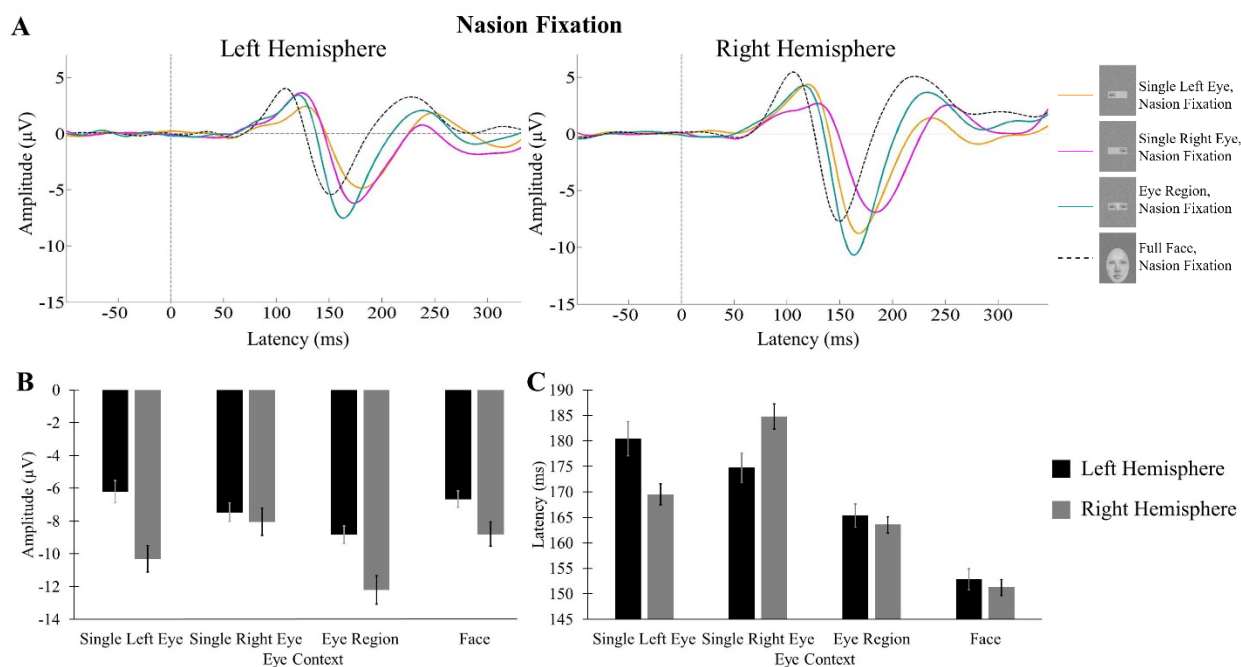 Nasion Fixation
A
Left Hemisphere
Right Hemisphere
5
0
-5
-10
-15
Amplitude (µV)
-50
0
50
100
150
200
250
300
Latency (ms)
5
0
5
-10
-15
Amplitude (µV)
-50
0
50
100
150
200
250
300
Latency (ms)
Single Left Eye,
Nasion Fixation
Single Right Eye,
Nasion Fixation
Eye Region,
Nasion Fixation
Full Face,
Nasion Fixation
B
0
-2
-4
-6
-8
-10
-12
-14
Amplitude (µV)
Single Left Eye
Single Right Eye
Eye Region
Face
Eye Context
C
190
185
180
175
170
165
160
155
150
145
Latency (ms)
Single Left Eye
Single Right Eye
Eye Region
Face
Eye Context
Left Hemisphere
Right Hemisphere